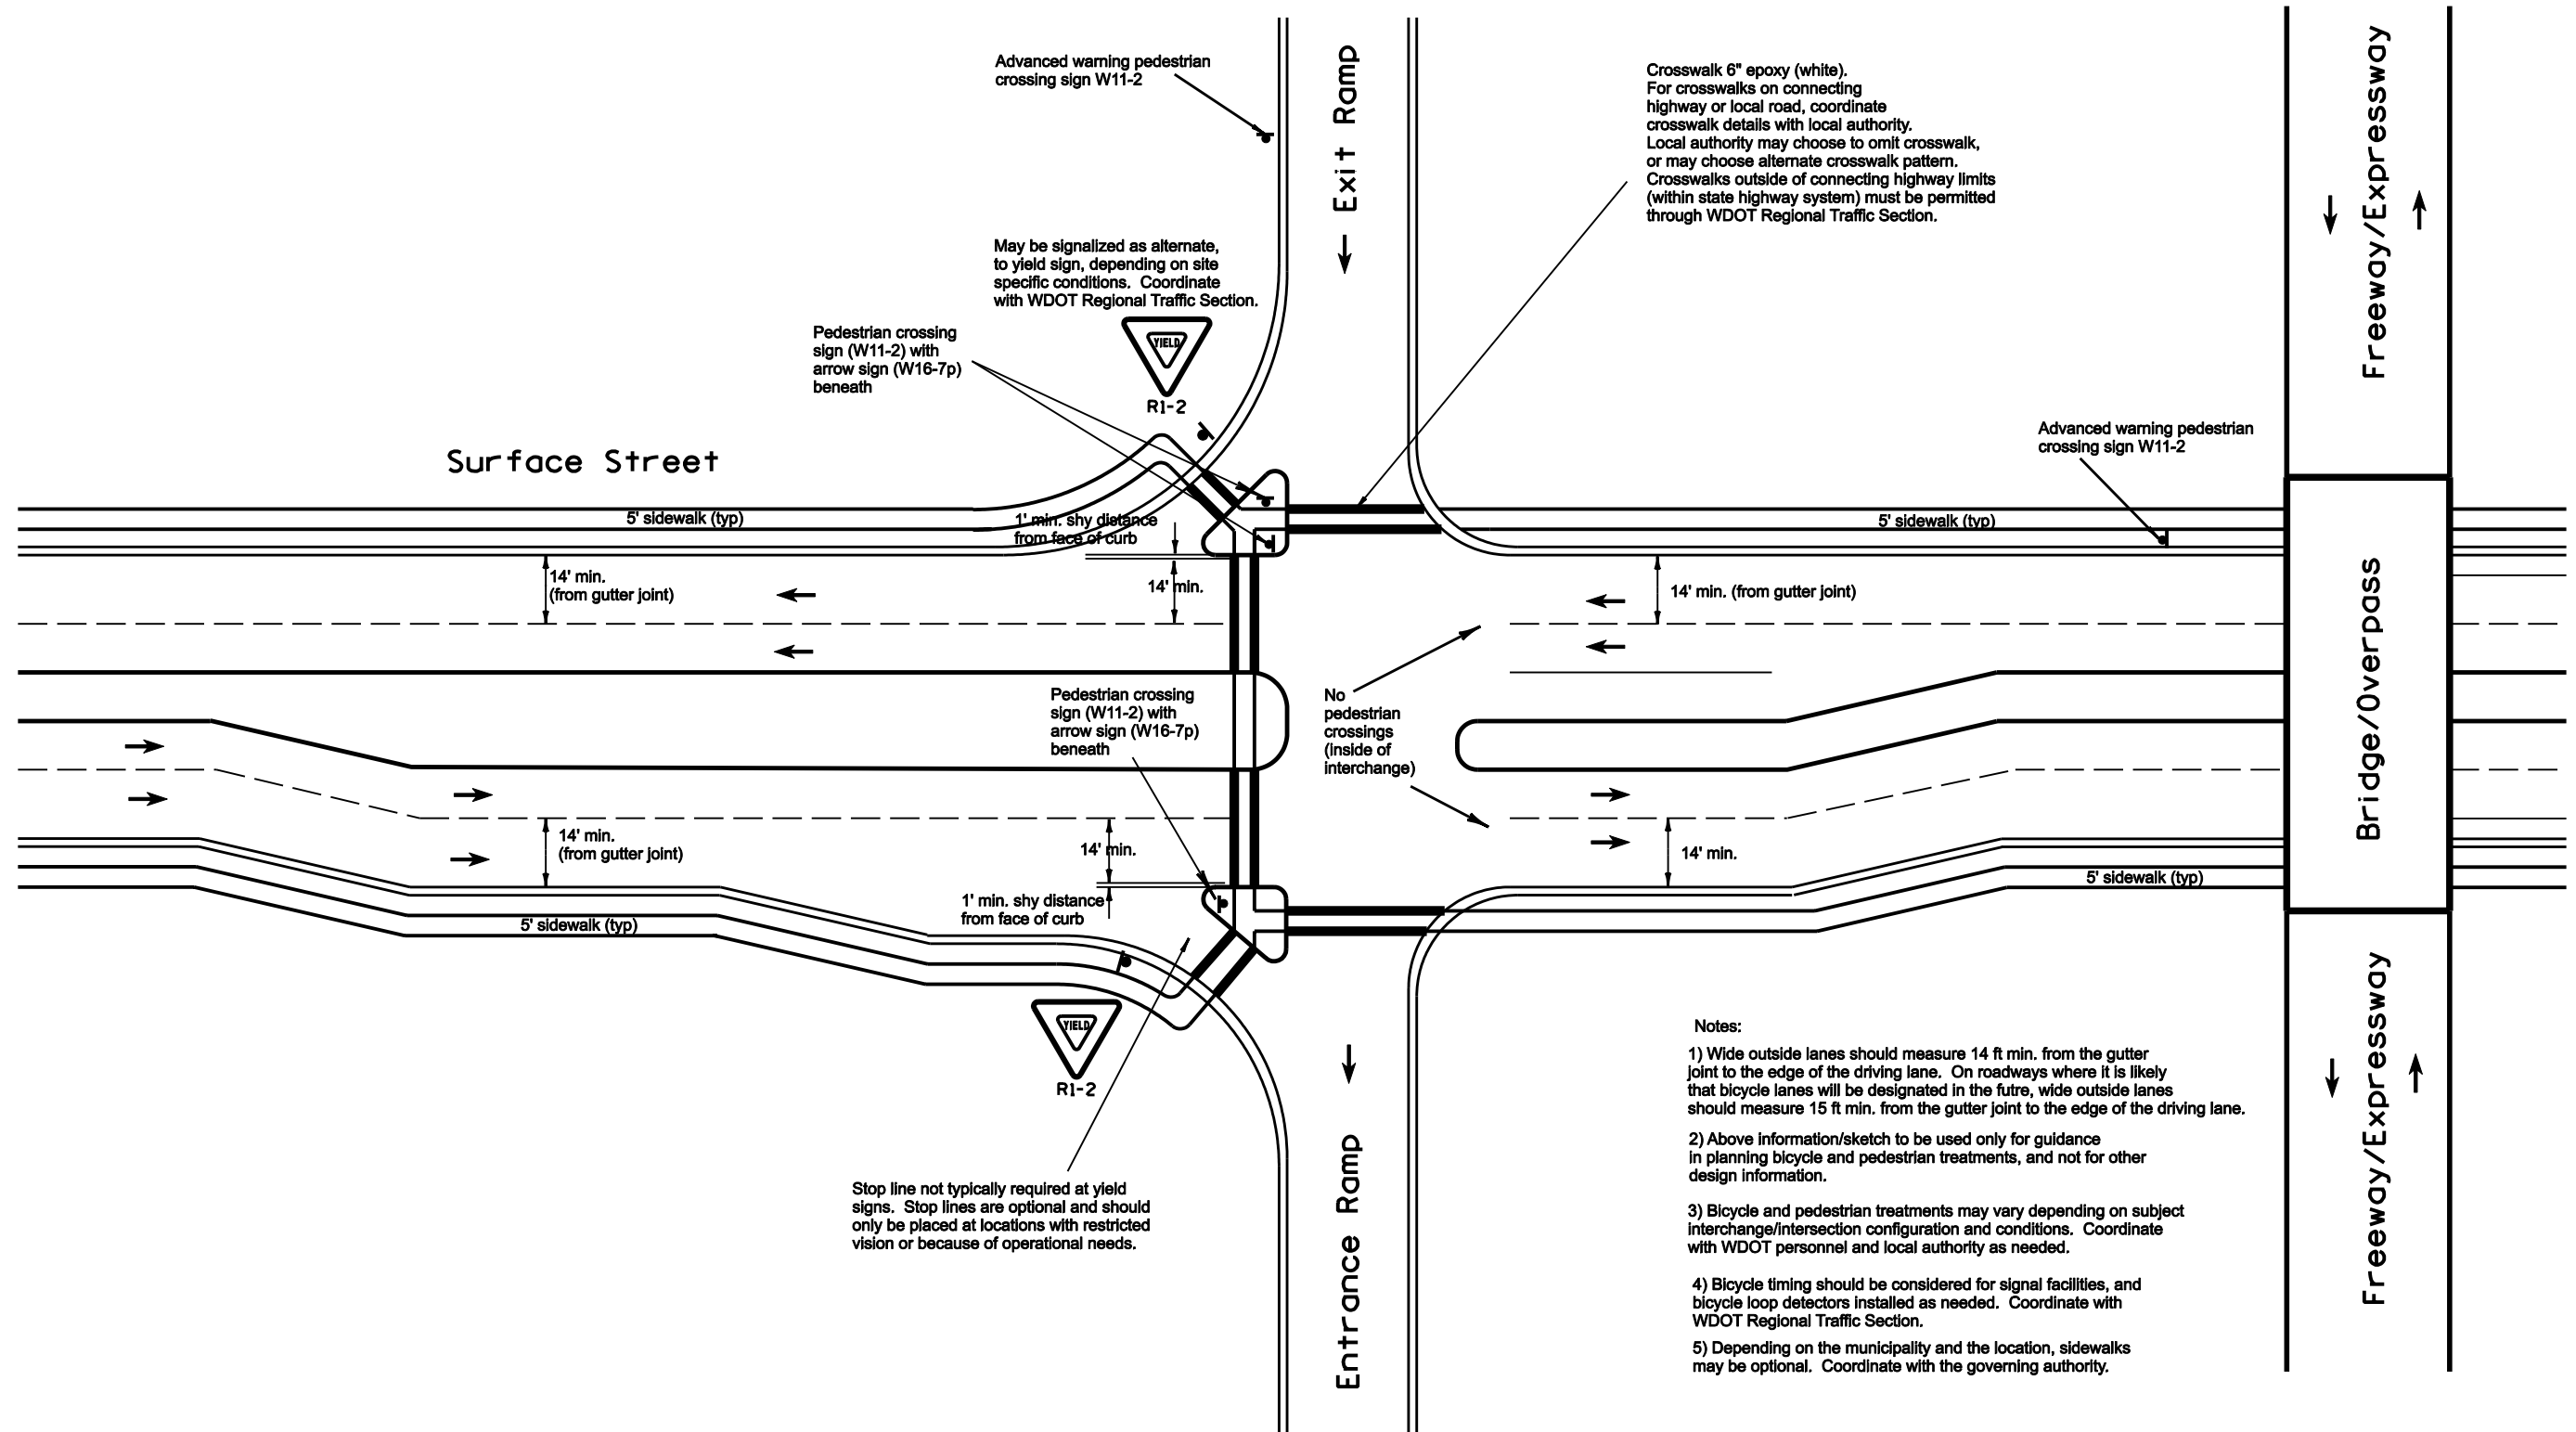 Advanced warning pedestrian
crossing sign W11-2
Exit Ramp
Crosswalk 6" epoxy (white).
For crosswalks on connecting
highway or local road, coordinate
crosswalk details with local authority.
Local authority may choose to omit crosswalk,
or may choose alternate crosswalk pattern.
Crosswalks outside of connecting highway limits
(within state highway system) must be permitted
through WDOT Regional Traffic Section.
Freeway/Expressway
May be signalized as alternate,
to yield sign, depending on site
specific conditions.  Coordinate
with WDOT Regional Traffic Section.
YIELD
R1-2
Pedestrian crossing
sign (W11-2) with
arrow sign (W16-7p)
beneath
Surface Street
Advanced warning pedestrian
crossing sign W11-2
5' sidewalk (typ)
1' min. shy distance
from face of curb
5' sidewalk (typ)
14' min.
(from gutter joint)
14' min.
14' min. (from gutter joint)
Bridge/Overpass
Pedestrian crossing
sign (W11-2) with
arrow sign (W16-7p)
beneath
No
pedestrian
crossings
(inside of
interchange)
14' min.
(from gutter joint)
14' min.
14' min.
1' min. shy distance
from face of curb
5' sidewalk (typ)
5' sidewalk (typ)
YIELD
R1-2
Stop line not typically required at yield
signs.  Stop lines are optional and should
only be placed at locations with restricted
vision or because of operational needs.
Entrance Ramp
Freeway/Expressway
Notes:
1) Wide outside lanes should measure 14 ft min. from the gutter
joint to the edge of the driving lane.  On roadways where it is likely
that bicycle lanes will be designated in the futre, wide outside lanes
should measure 15 ft min. from the gutter joint to the edge of the driving lane.
2) Above information/sketch to be used only for guidance
in planning bicycle and pedestrian treatments, and not for other
design information.
3) Bicycle and pedestrian treatments may vary depending on subject
interchange/intersection configuration and conditions.  Coordinate
with WDOT personnel and local authority as needed.
4) Bicycle timing should be considered for signal facilities, and
bicycle loop detectors installed as needed.  Coordinate with
WDOT Regional Traffic Section.
5) Depending on the municipality and the location, sidewalks
may be optional.  Coordinate with the governing authority.